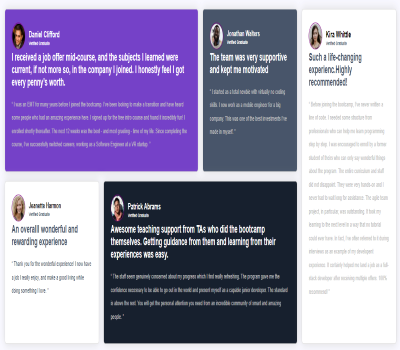 Daniel Clifford
Verified Graduate
I received a job offer mid-course, and the subjects I learned were
current, if not more so, in the company I joined. I honestly feel I got
every penny's worth.
" I was an EMT for many years before I joined the bootcamp. I've been looking to make a transition and have heard
some people who had an amazing experience here. I signed up for the free intro course and found it incredibly fun! I
enrolled shortly thereafter. The next 12 weeks was the best - and most grueling - time of my life. Since completing the
course, I've successfully switched careers, working as a Software Engineer at a VR startup. "
Jonathan Walters
Verified Graduate
The team was very supportive
and kept me motivated
" I started as a total newbie with virtually no coding
skills. I now work as a mobile engineer for a big
company. This was one of the best investments I've
made in myself. "
Kira Whittle
Verified Graduate
Such a life-changing
experienc.Highly
recommended!
" Before joining the bootcamp, I've never written a
line of code. I needed some structure from
professionals who can help me learn programming
step by step. I was encouraged to enroll by a former
student of theirs who can only say wonderful things
about the program. The entire curriculum and staff
did not disappoint. They were very hands-on and I
never had to wait long for assistance. The agile team
project, in particular, was outstanding. It took my
learning to the next level in a way that no tutorial
could ever have. In fact, I've often referred to it during
interviews as an example of my development
experience. It certainly helped me land a job as a full-
stack developer after receiving multiple offers. 100%
recommend! "
Jeanette Harmon
Verified Graduate
An overall wonderful and
rewarding experience
" Thank you for the wonderful experience! I now have
a job I really enjoy, and make a good living while
doing something I love. "
Patrick Abrams
Verified Graduate
Awesome teaching support from TAs who did the bootcamp
themselves. Getting guidance from them and learning from their
experiences was easy.
" The staff seem genuinely concerned about my progress which I find really refreshing. The program gave me the
confidence necessary to be able to go out in the world and present myself as a capable junior developer. The standard
is above the rest. You will get the personal attention you need from an incredible community of smart and amazing
people. "